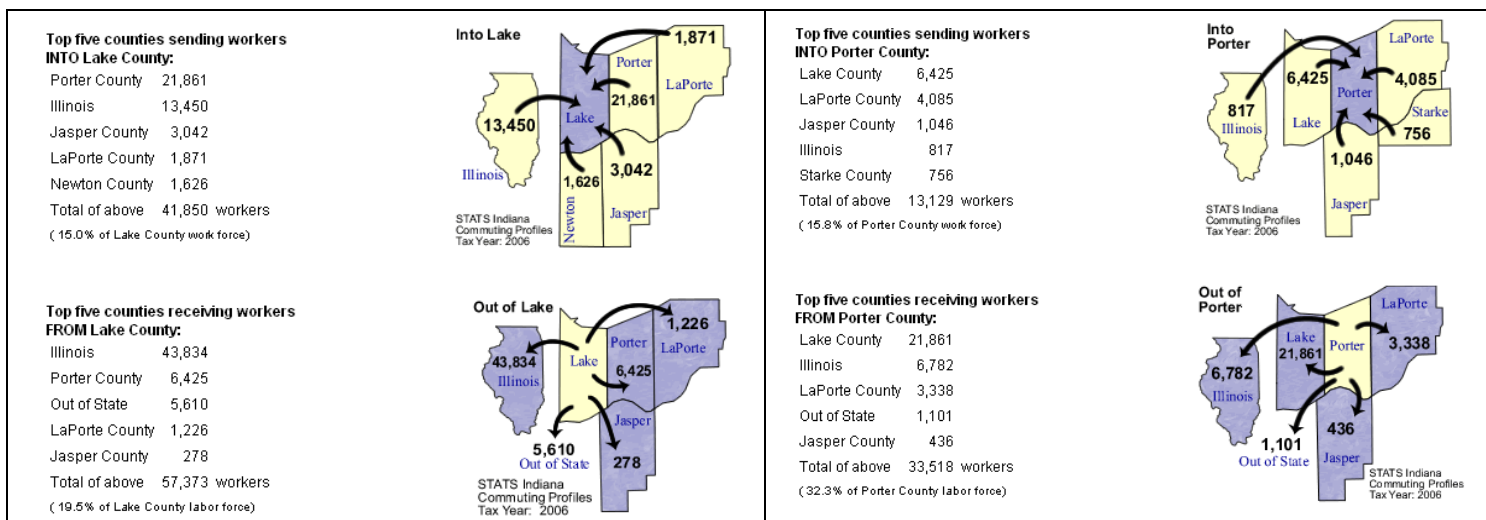 Top five counties sending workers
INTO Lake County:
Porter County 21,861
Illinois 13,450
Jasper County 3,042
LaPorte County 1,871
Newton County 1,626
Total of above 41,850 workers
( 15.0% of Lake County work force)
Into Lake
1,871
Porter
LaPorte
21,861
13,450
Lake
Illinois
3,042
1,626
Newton
Jasper
STATS Indiana
Commuting Profiles
Tax Year: 2006
Top five counties sending workers
INTO Porter County:
Lake County 6,425
LaPorte County 4,085
Jasper County 1,046
Illinois 817
Starke County 756
Total of above 13,129 workers
( 15.8% of Porter County work force)
Into
Porter
LaPorte
6,425
4,085
Porter
817
Illinois
Lake
Starke
756
1,046
Jasper
STATS Indiana
Commuting Profiles
Tax Year: 2006
Top five counties receiving workers
FROM Lake County:
Illinois 43,834
Porter County 6,425
Out of State 5,610
LaPorte County 1,226
Jasper County 278
Total of above 57,373 workers
( 19.5% of Lake County labor force)
Out of Lake
1,226
Porter
LaPorte
43,834
Illinois
Lake
6,425
Jasper
5,610
Out of State
278
STATS Indiana
Commuting Profiles
Tax Year: 2006
Top five counties receiving workers
FROM Porter County:
Lake County 21,861
Illinois 6,782
LaPorte County 3,338
Out of State 1,101
Jasper County 436
Total of above 33,518 workers
( 32.3% of Porter County labor force)
Out of
Porter
LaPorte
Lake
21,861
Porter
3,338
6,782
Illinois
436
1,101
Out of State
Jasper
STATS Indiana
Commuting Profiles
Tax Year: 2006